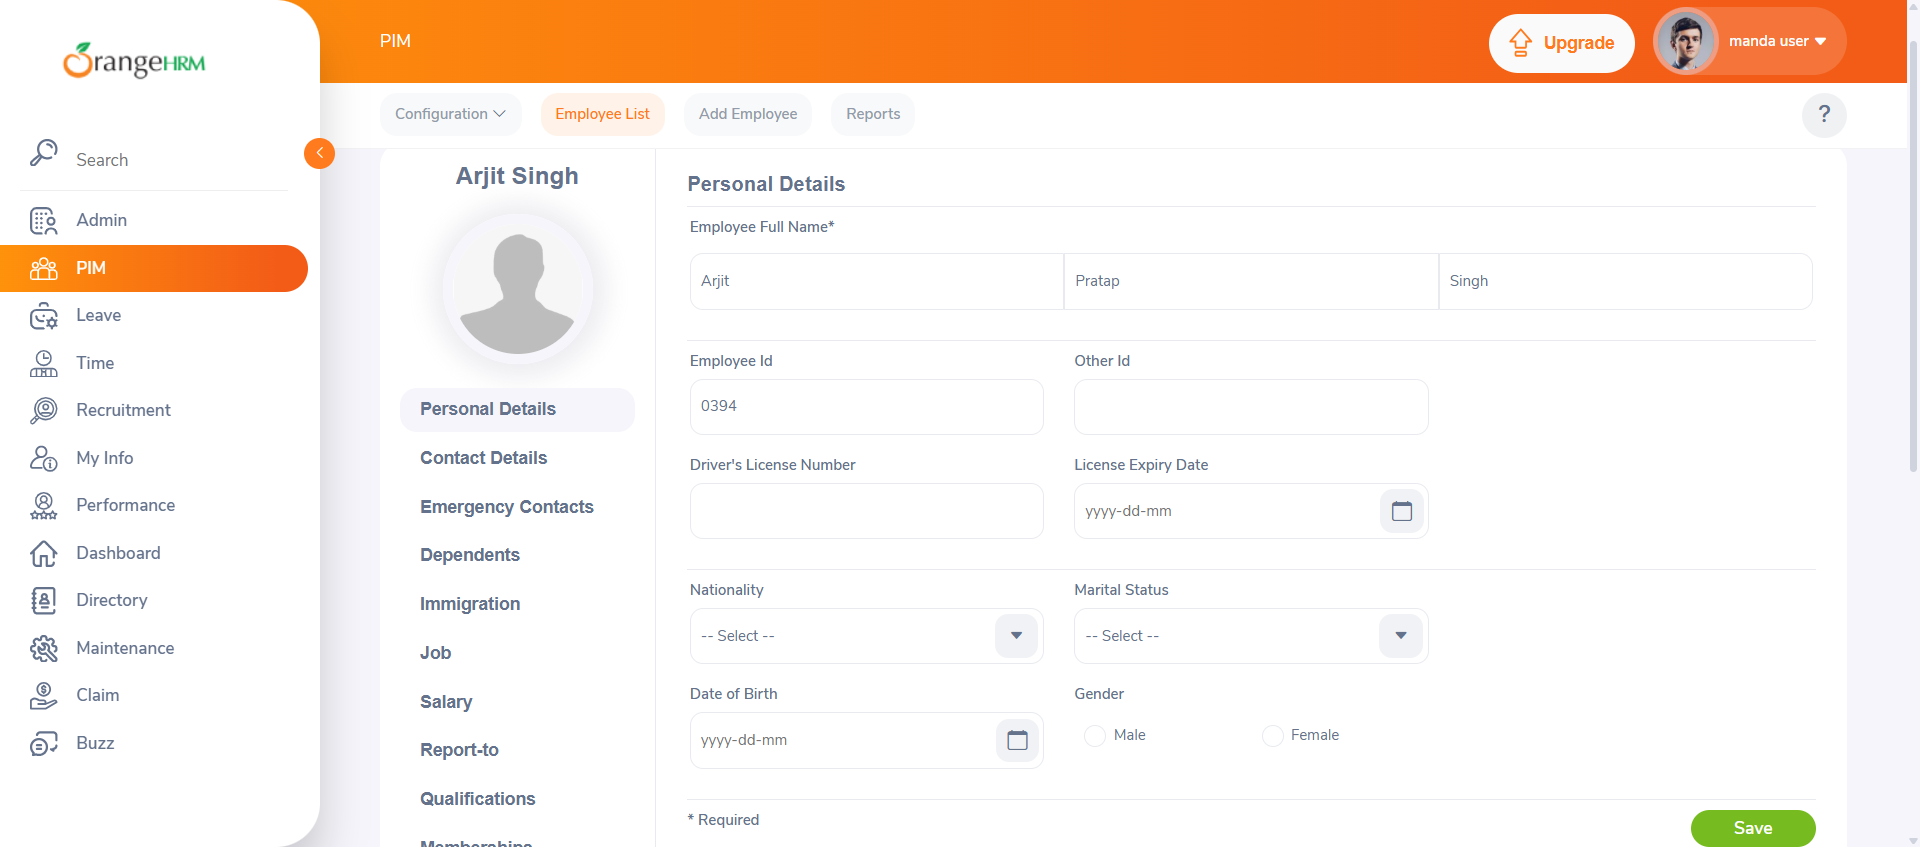 OrangeHRM
PIM
Upgrade
manda user
Configuration
Employee List
Add Employee
Reports
?
Search
Admin
PIM
Leave
Time
Recruitment
My Info
Performance
Dashboard
Directory
Maintenance
Claim
Buzz
Arjit Singh
Personal Details
Contact Details
Emergency Contacts
Dependents
Immigration
Job
Salary
Report-to
Qualifications
Memberships
Personal Details
Employee Full Name*
Arjit Pratap Singh
Employee Id Other Id
0394
Driver's License Number License Expiry Date
yyyy-dd-mm
Nationality Marital Status
-- Select -- -- Select --
Date of Birth Gender
yyyy-dd-mm Male Female
* Required
Save